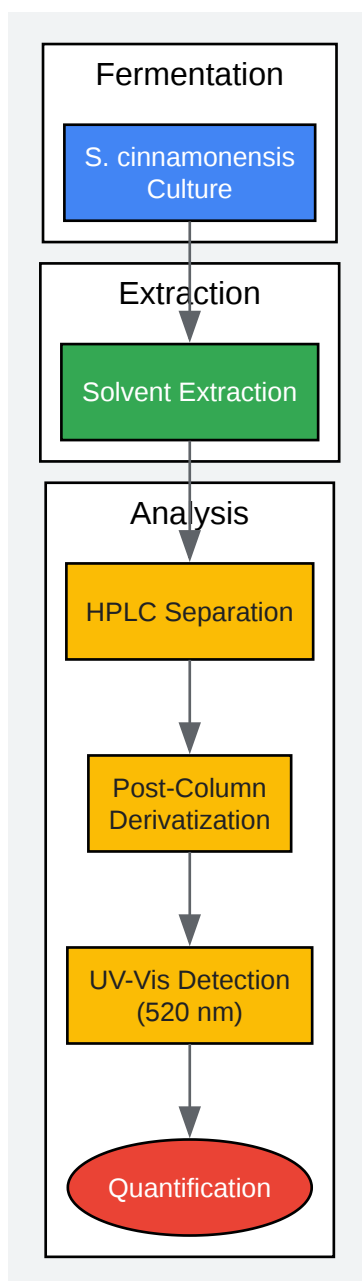 Fermentation
S. cinnamonensis
Culture
Extraction
Solvent Extraction
Analysis
HPLC Separation
Post-Column
Derivatization
UV-Vis Detection
(520 nm)
Quantification